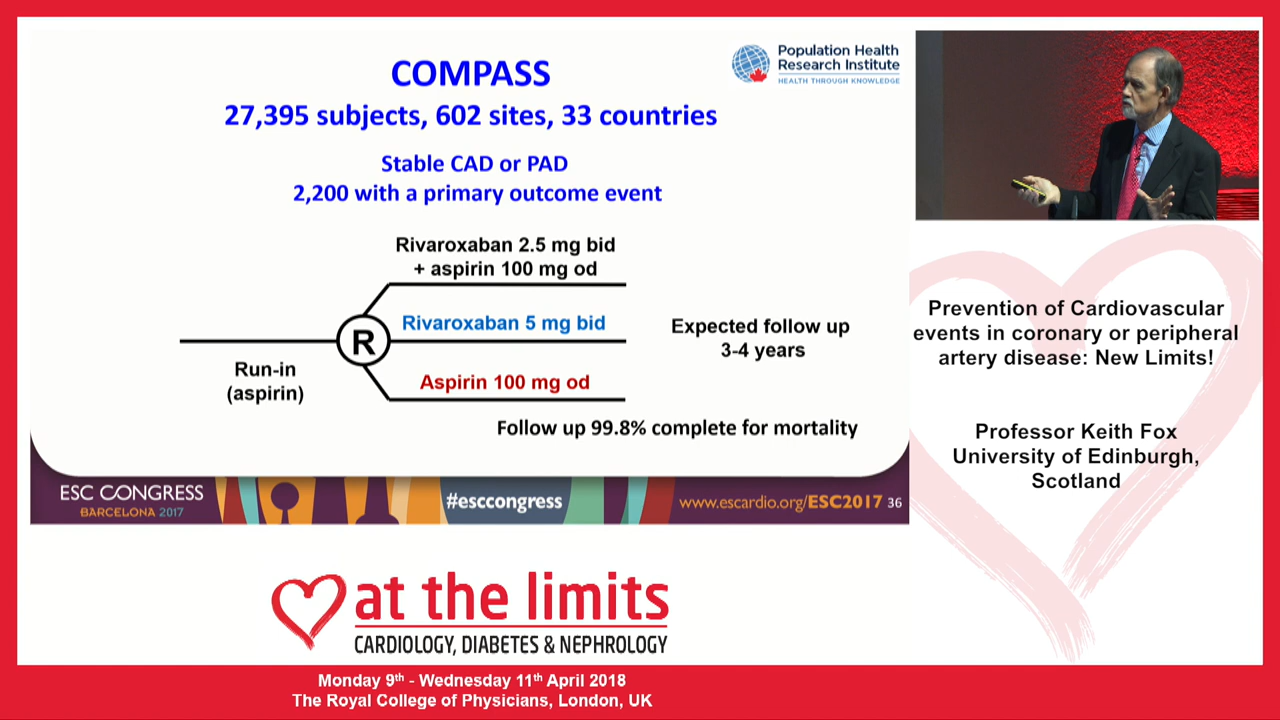 COMPASS
27,395 subjects, 602 sites, 33 countries
Population Health
Research Institute
HEALTH THROUGH KNOWLEDGE
Stable CAD or PAD
2,200 with a primary outcome event
Rivaroxaban 2.5 mg bid
+ aspirin 100 mg od
R
Rivaroxaban 5 mg bid
Expected follow up
3-4 years
Run-in
(aspirin)
Aspirin 100 mg od
Follow up 99.8% complete for mortality
ESC CONGRESS
BARCELONA 2017
#esccongress
www.escardio.org/ESC2017 36
Prevention of Cardiovascular
events in coronary or peripheral
artery disease: New Limits!
Professor Keith Fox
University of Edinburgh,
Scotland
at the limits
CARDIOLOGY, DIABETES & NEPHROLOGY
Monday 9th - Wednesday 11th April 2018
The Royal College of Physicians, London, UK